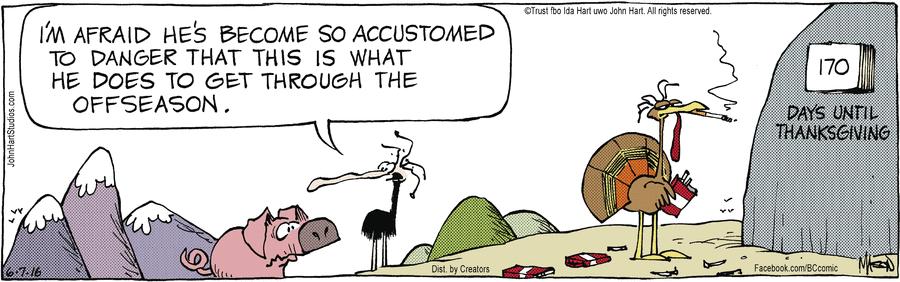 ©Trust fbo Ida Hart uwo John Hart. All rights reserved.
I'M AFRAID HE'S BECOME SO ACCUSTOMED
TO DANGER THAT THIS IS WHAT
HE DOES TO GET THROUGH THE
OFFSEASON.
170
DAYS UNTIL
THANKSGIVING
JohnHartStudios.com
6-7-16
Dist. by Creators
Facebook.com/BCcomic
MASON